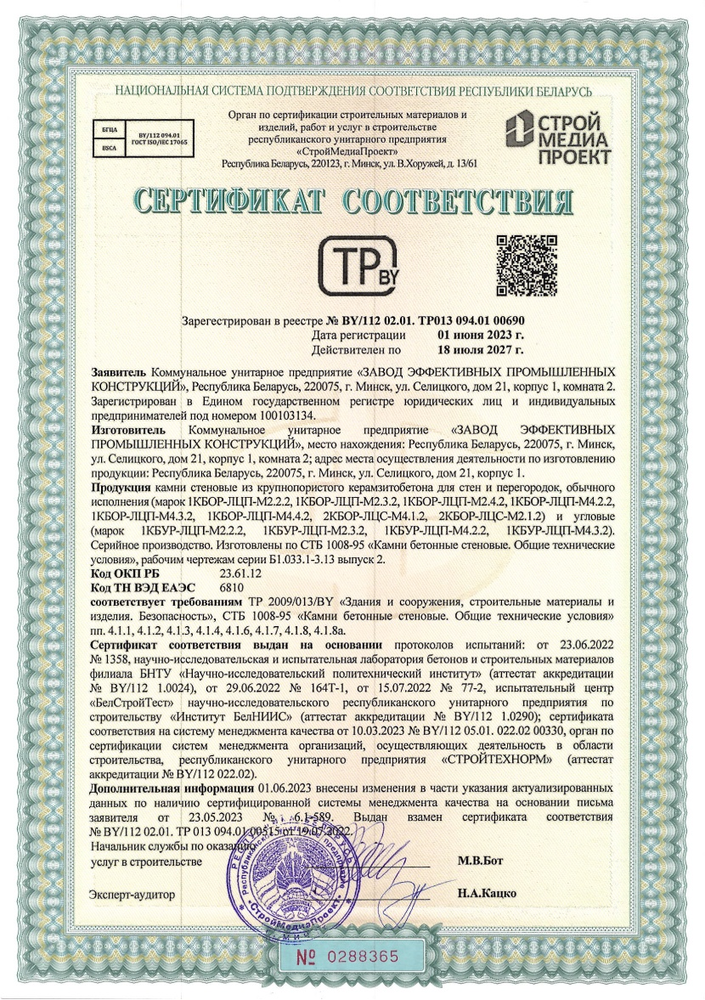 НАЦИОНАЛЬНАЯ СИСТЕМА ПОДТВЕРЖДЕНИЯ СООТВЕТСТВИЯ РЕСПУБЛИКИ БЕЛАРУСЬ
БГЦА
BSCA
BY/112 094.01
ГОСТ ISO/IEC 17065
Орган по сертификации строительных материалов и
изделий, работ и услуг в строительстве
республиканского унитарного предприятия
«СтройМедиаПроект»
Республика Беларусь, 220123, г. Минск, ул. В.Хоружей, д. 13/61
СТРОЙ
МЕДИА
ПРОЕКТ
СЕРТИФИКАТ СООТВЕТСТВИЯ
ТР BY
Зарегестрирован в реестре № BY/112 02.01. ТР013 094.01 00690
Дата регистрации 01 июня 2023 г.
Действителен по 18 июля 2027 г.
Заявитель Коммунальное унитарное предприятие «ЗАВОД ЭФФЕКТИВНЫХ ПРОМЫШЛЕННЫХ
КОНСТРУКЦИЙ», Республика Беларусь, 220075, г. Минск, ул. Селицкого, дом 21, корпус 1, комната 2.
Зарегистрирован в Едином государственном регистре юридических лиц и индивидуальных
предпринимателей под номером 100103134.
Изготовитель Коммунальное унитарное предприятие «ЗАВОД ЭФФЕКТИВНЫХ
ПРОМЫШЛЕННЫХ КОНСТРУКЦИЙ», место нахождения: Республика Беларусь, 220075, г. Минск,
ул. Селицкого, дом 21, корпус 1, комната 2; адрес места осуществления деятельности по изготовлению
продукции: Республика Беларусь, 220075, г. Минск, ул. Селицкого, дом 21, корпус 1.
Продукция камни стеновые из крупнопористого керамзитобетона для стен и перегородок, обычного
исполнения (марок 1КБОР-ЛЦП-М2.2.2, 1КБОР-ЛЦП-М2.3.2, 1КБОР-ЛЦП-М2.4.2, 1КБОР-ЛЦП-М4.2.2,
1КБОР-ЛЦП-М4.3.2, 1КБОР-ЛЦП-М4.4.2, 2КБОР-ЛЦС-М4.1.2, 2КБОР-ЛЦС-М2.1.2) и угловые
(марок 1КБУР-ЛЦП-М2.2.2, 1КБУР-ЛЦП-М2.3.2, 1КБУР-ЛЦП-М4.2.2, 1КБУР-ЛЦП-М4.3.2).
Серийное производство. Изготовлены по СТБ 1008-95 «Камни бетонные стеновые. Общие технические
условия», рабочим чертежам серии Б1.033.1-3.13 выпуск 2.
Код ОКП РБ 23.61.12
Код ТН ВЭД ЕАЭС 6810
соответствует требованиям ТР 2009/013/BY «Здания и сооружения, строительные материалы и
изделия. Безопасность», СТБ 1008-95 «Камни бетонные стеновые. Общие технические условия»
пп. 4.1.1, 4.1.2, 4.1.3, 4.1.4, 4.1.6, 4.1.7, 4.1.8, 4.1.8а.
Сертификат соответствия выдан на основании протоколов испытаний: от 23.06.2022
№ 1358, научно-исследовательская и испытательная лаборатория бетонов и строительных материалов
филиала БНТУ «Научно-исследовательский политехнический институт» (аттестат аккредитации
№ BY/112 1.0024), от 29.06.2022 № 164Т-1, от 15.07.2022 № 77-2, испытательный центр
«БелСтройТест» научно-исследовательского республиканского унитарного предприятия по
строительству «Институт БелНИИС» (аттестат аккредитации № BY/112 1.0290); сертификата
соответствия на систему менеджмента качества от 10.03.2023 № BY/112 05.01. 022.02 00330, орган по
сертификации систем менеджмента организаций, осуществляющих деятельность в области
строительства, республиканского унитарного предприятия «СТРОЙТЕХНОРМ» (аттестат
аккредитации № BY/112 022.02).
Дополнительная информация 01.06.2023 внесены изменения в части указания актуализированных
данных по наличию сертифицированной системы менеджмента качества на основании письма
заявителя от 23.05.2023 № 6.1-589. Выдан взамен сертификата соответствия
№ BY/112 02.01. ТР 013 094.01 00515 от 19.07.2022.
Начальник службы по оказанию
услуг в строительстве М.В.Бот
Эксперт-аудитор Н.А.Кацко
«СтройМедиаПроект»
№ 0288365